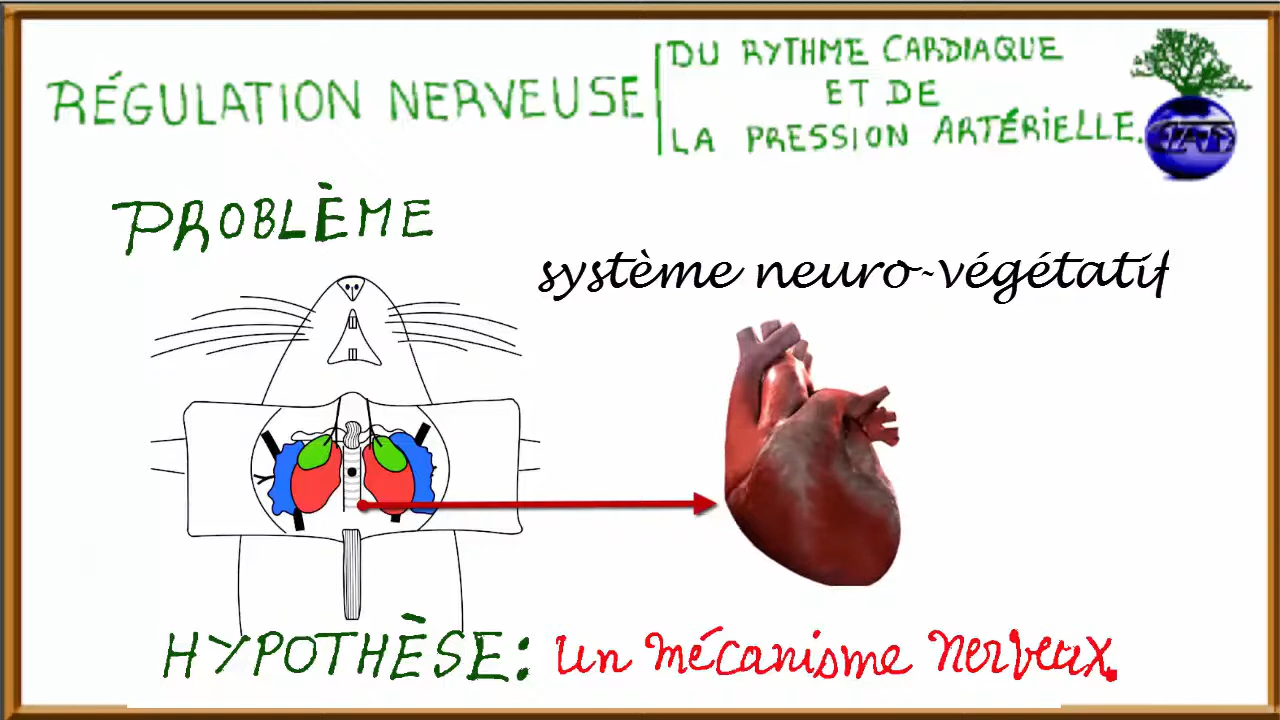 RÉGULATION NERVEUSE
DU RYTHME CARDIAQUE
ET DE
LA PRESSION ARTÉRIELLE.
PROBLÈME
système neuro-végétatif
HYPOTHÈSE: un mécanisme nerveux.